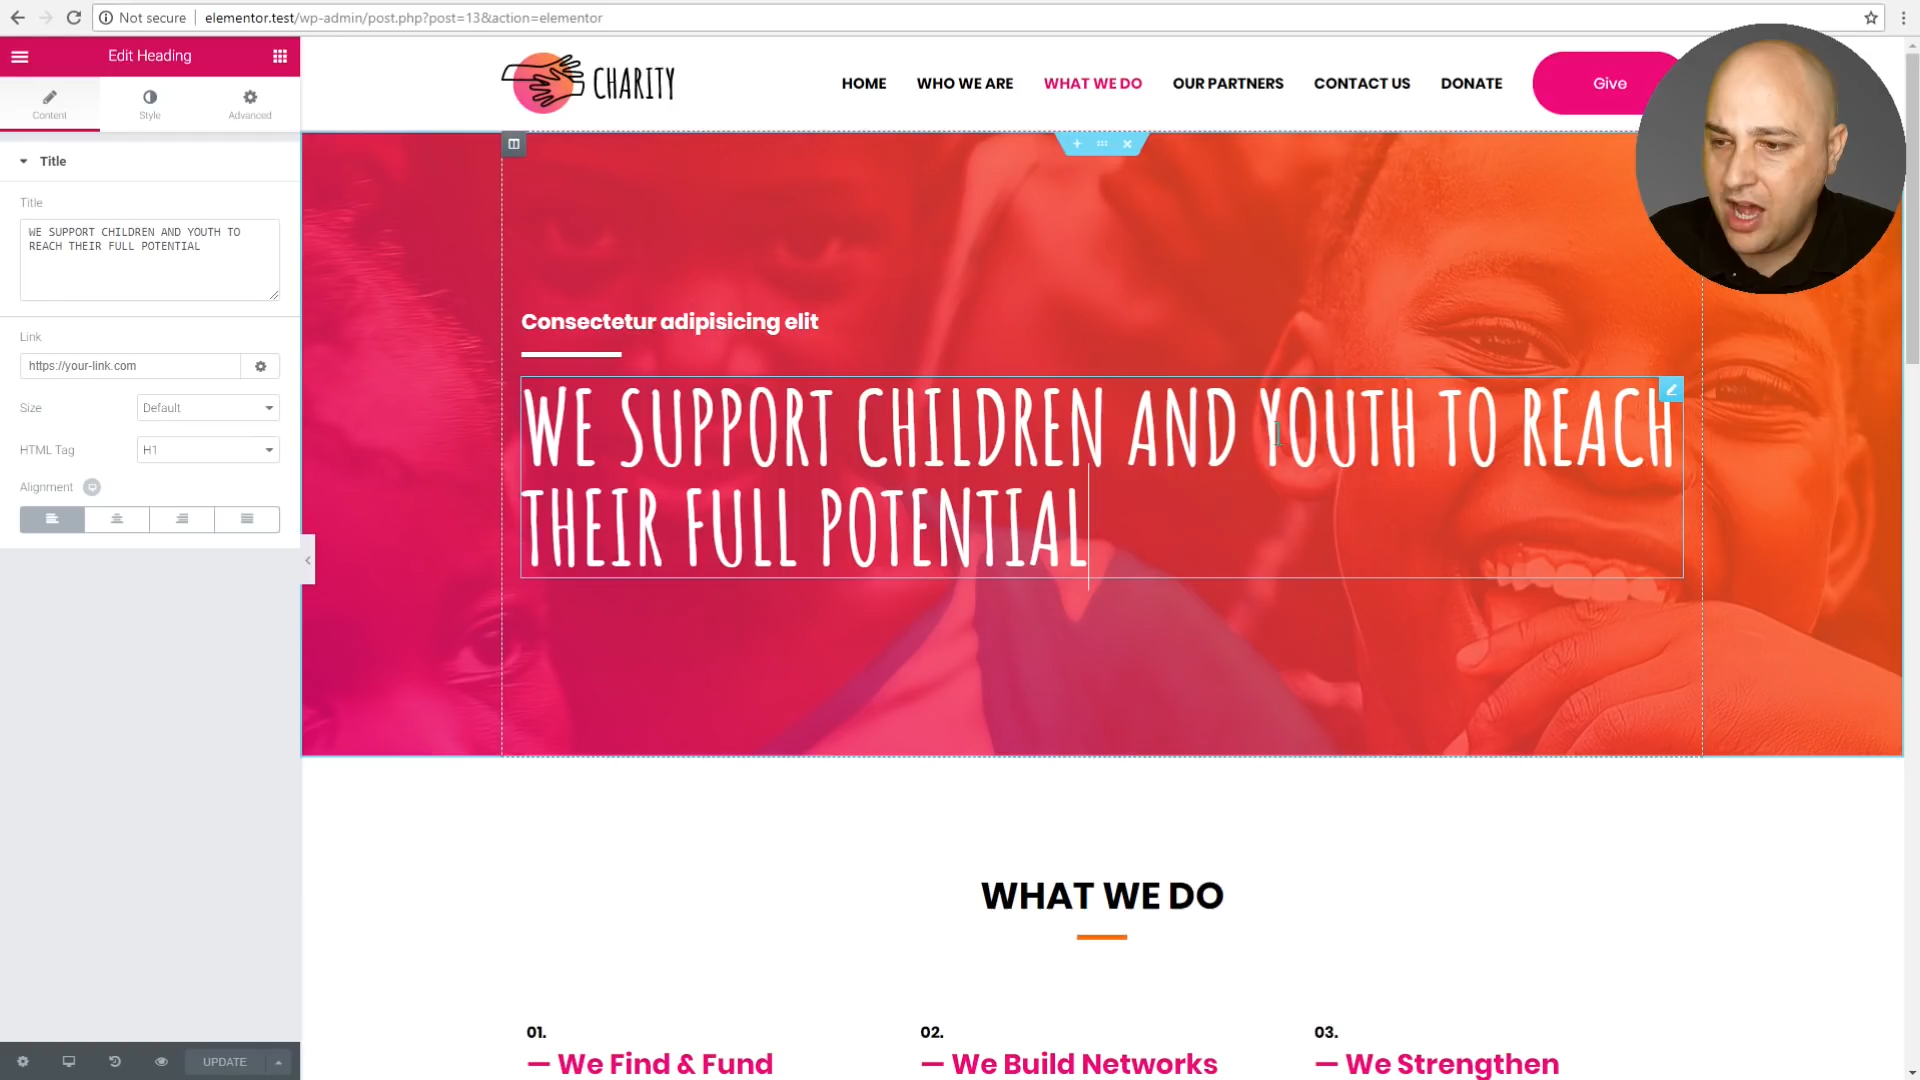 Not secure | elementor.test/wp-admin/post.php?post=13&action=elementor
Edit Heading
Content
Style
Advanced
Title
Title
WE SUPPORT CHILDREN AND YOUTH TO
REACH THEIR FULL POTENTIAL
Link
https://your-link.com
Size
Default
HTML Tag
H1
Alignment
UPDATE
CHARITY
HOME
WHO WE ARE
WHAT WE DO
OUR PARTNERS
CONTACT US
DONATE
Give
Consectetur adipisicing elit
WE SUPPORT CHILDREN AND YOUTH TO REACH
THEIR FULL POTENTIAL
WHAT WE DO
01.
— We Find & Fund
02.
— We Build Networks
03.
— We Strengthen